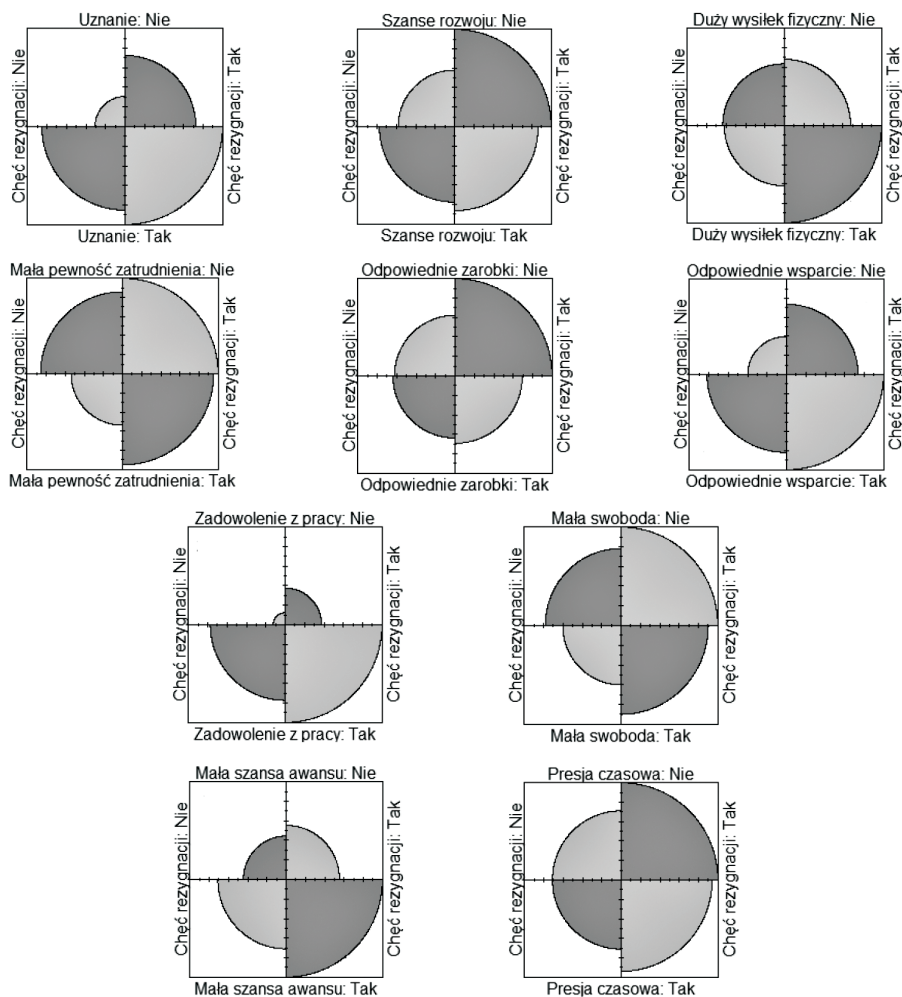 Uznanie: Nie
Chęć rezygnacji: Nie
Chęć rezygnacji: Tak
Uznanie: Tak
Szanse rozwoju: Nie
Chęć rezygnacji: Nie
Chęć rezygnacji: Tak
Szanse rozwoju: Tak
Duży wysiłek fizyczny: Nie
Chęć rezygnacji: Nie
Chęć rezygnacji: Tak
Duży wysiłek fizyczny: Tak
Mała pewność zatrudnienia: Nie
Chęć rezygnacji: Nie
Chęć rezygnacji: Tak
Mała pewność zatrudnienia: Tak
Odpowiednie zarobki: Nie
Chęć rezygnacji: Nie
Chęć rezygnacji: Tak
Odpowiednie zarobki: Tak
Odpowiednie wsparcie: Nie
Chęć rezygnacji: Nie
Chęć rezygnacji: Tak
Odpowiednie wsparcie: Tak
Zadowolenie z pracy: Nie
Chęć rezygnacji: Nie
Chęć rezygnacji: Tak
Zadowolenie z pracy: Tak
Mała swoboda: Nie
Chęć rezygnacji: Nie
Chęć rezygnacji: Tak
Mała swoboda: Tak
Mała szansa awansu: Nie
Chęć rezygnacji: Nie
Chęć rezygnacji: Tak
Mała szansa awansu: Tak
Presja czasowa: Nie
Chęć rezygnacji: Nie
Chęć rezygnacji: Tak
Presja czasowa: Tak